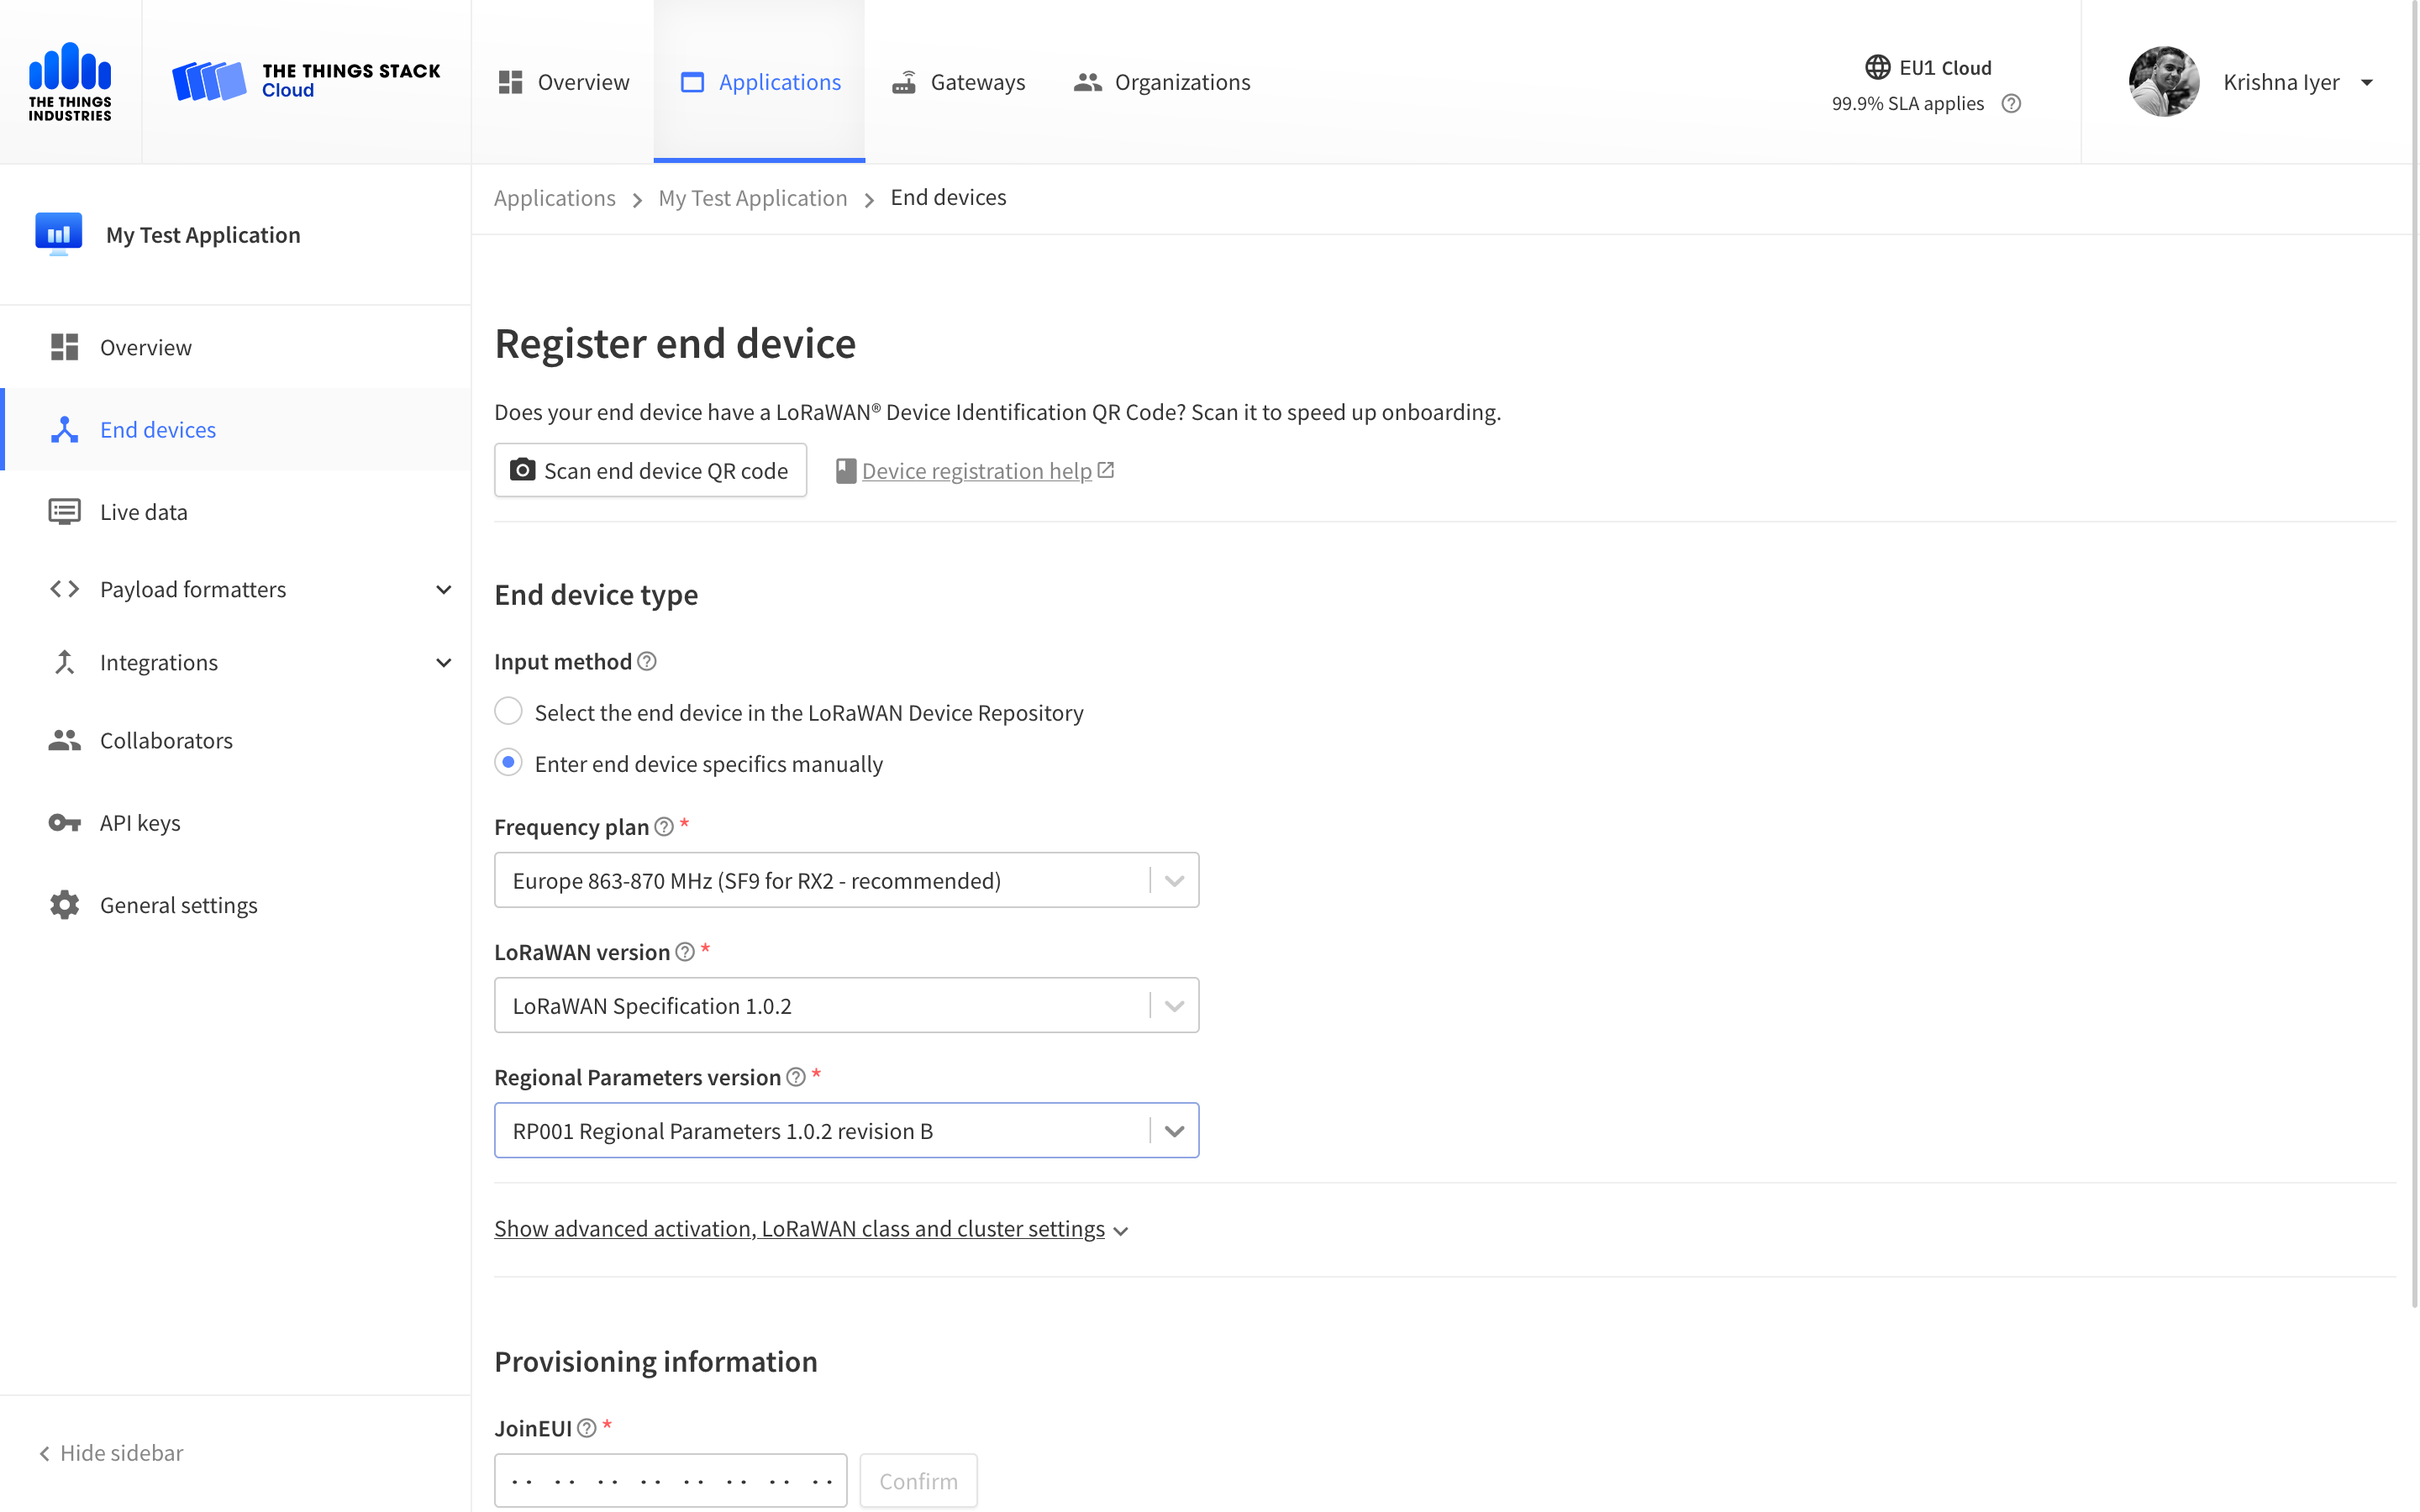 THE THINGS
INDUSTRIES
THE THINGS STACK
Cloud
Overview
Applications
Gateways
Organizations
EU1 Cloud
99.9% SLA applies
Krishna Iyer
My Test Application
Overview
End devices
Live data
Payload formatters
Integrations
Collaborators
API keys
General settings
Hide sidebar
Applications > My Test Application > End devices
Register end device
Does your end device have a LoRaWAN® Device Identification QR Code? Scan it to speed up onboarding.
Scan end device QR code
Device registration help
End device type
Input method
Select the end device in the LoRaWAN Device Repository
Enter end device specifics manually
Frequency plan *
Europe 863-870 MHz (SF9 for RX2 - recommended)
LoRaWAN version *
LoRaWAN Specification 1.0.2
Regional Parameters version *
RP001 Regional Parameters 1.0.2 revision B
Show advanced activation, LoRaWAN class and cluster settings
Provisioning information
JoinEUI *
·· ·· ·· ·· ·· ·· ·· ··
Confirm